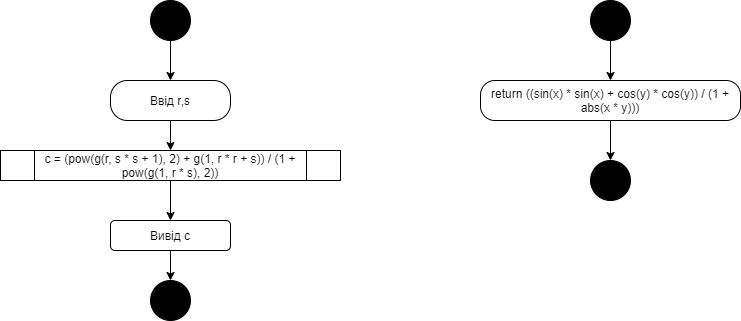 Ввід r,s
c = (pow(g(r, s * s + 1), 2) + g(1, r * r + s)) / (1 +
pow(g(1, r * s), 2))
Вивід c
return ((sin(x) * sin(x) + cos(y) * cos(y)) / (1 +
abs(x * y)))